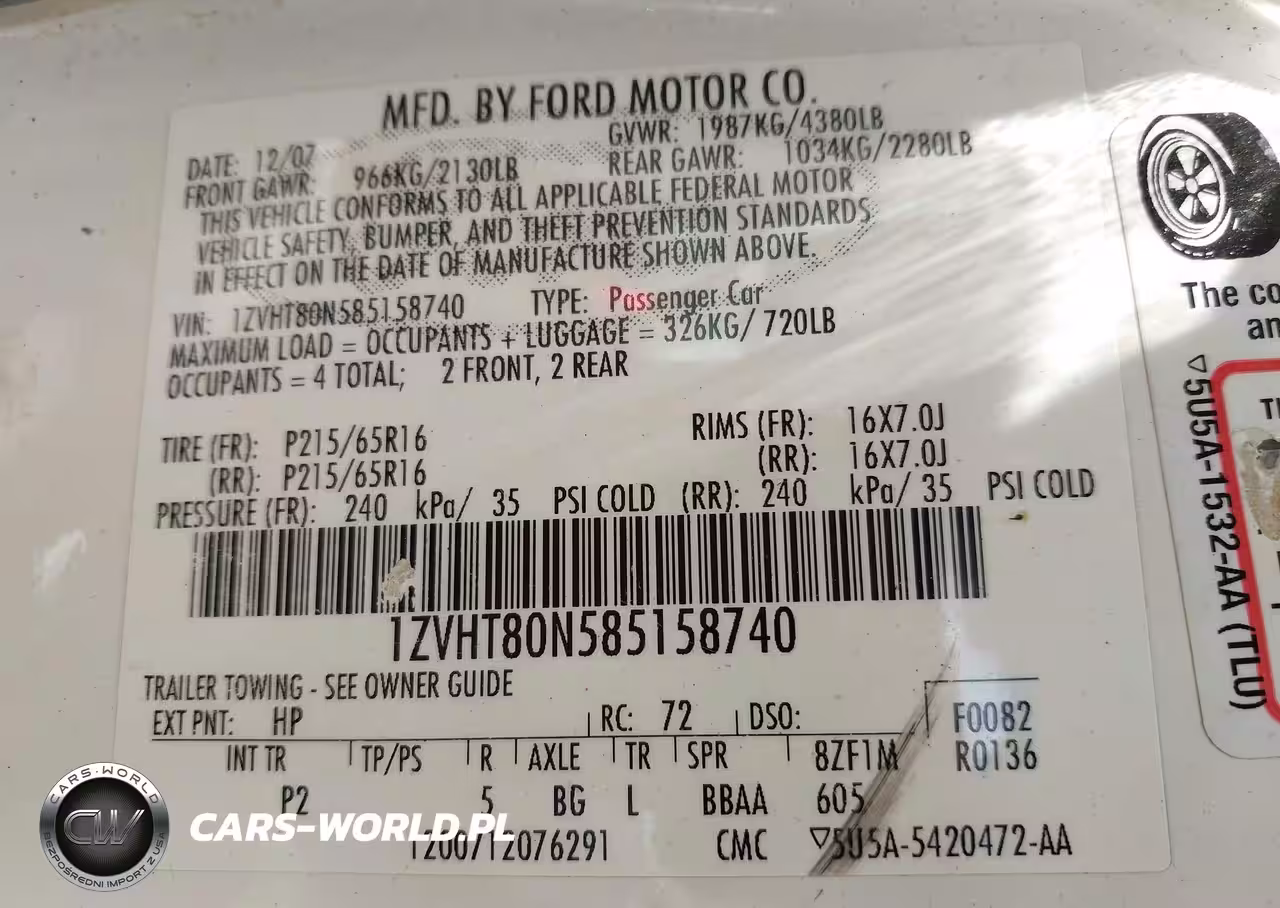 MFD. BY FORD MOTOR CO.
DATE: 12/07 GVWR: 1987KG/4380LB
FRONT GAWR: 966KG/2130LB REAR GAWR: 1034KG/2280LB
THIS VEHICLE CONFORMS TO ALL APPLICABLE FEDERAL MOTOR
VEHICLE SAFETY, BUMPER, AND THEFT PREVENTION STANDARDS
IN EFFECT ON THE DATE OF MANUFACTURE SHOWN ABOVE.
VIN: 1ZVHT80N585158740 TYPE: Passenger Car
MAXIMUM LOAD = OCCUPANTS + LUGGAGE = 326KG/ 720LB
OCCUPANTS = 4 TOTAL; 2 FRONT, 2 REAR
TIRE (FR): P215/65R16 RIMS (FR): 16X7.0J
(RR): P215/65R16 (RR): 16X7.0J
PRESSURE (FR): 240 kPa/ 35 PSI COLD (RR): 240 kPa/ 35 PSI COLD
1ZVHT80N585158740
TRAILER TOWING - SEE OWNER GUIDE
EXT PNT: HP RC: 72 DSO: F0082
INT TR TP/PS R AXLE TR SPR 8ZF1M R0136
P2 5 BG L BBAA 605
1200712076291 CMC ▽5U5A-5420472-AA
The co
an
▽5U5A-1532-AA (TLU)
CARS-WORLD
CW
BEZPOŚREDNI IMPORT Z USA
CARS-WORLD.PL